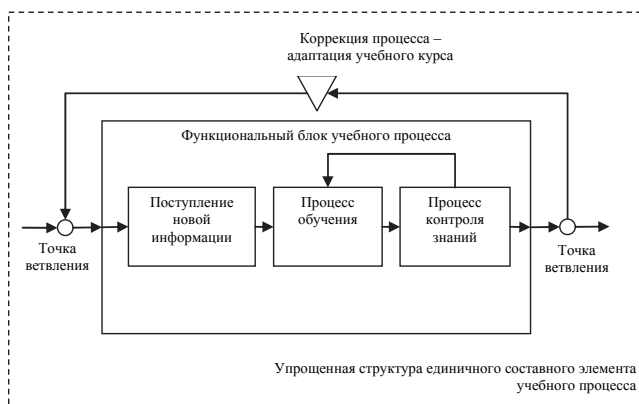 Коррекция процесса –
адаптация учебного курса
Функциональный блок учебного процесса
Поступление
новой
информации
Процесс
обучения
Процесс
контроля
знаний
Точка
ветвления
Точка
ветвления
Упрощенная структура единичного составного элемента
учебного процесса